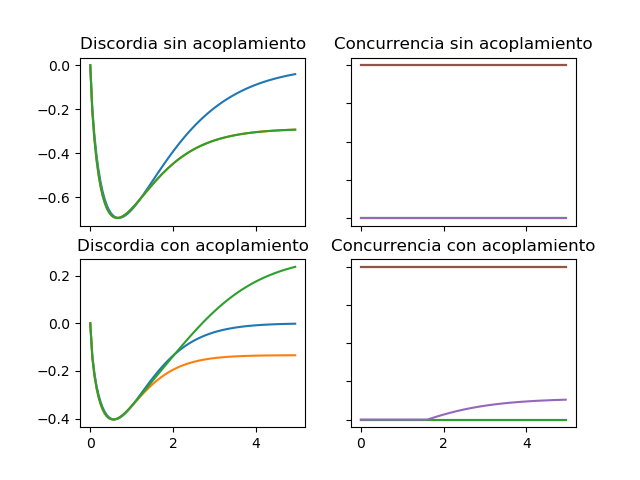 Discordia sin acoplamiento
Concurrencia sin acoplamiento
0.0
−0.2
−0.4
−0.6
Discordia con acoplamiento
Concurrencia con acoplamiento
0.2
0.0
−0.2
−0.4
0 2 4
0 2 4